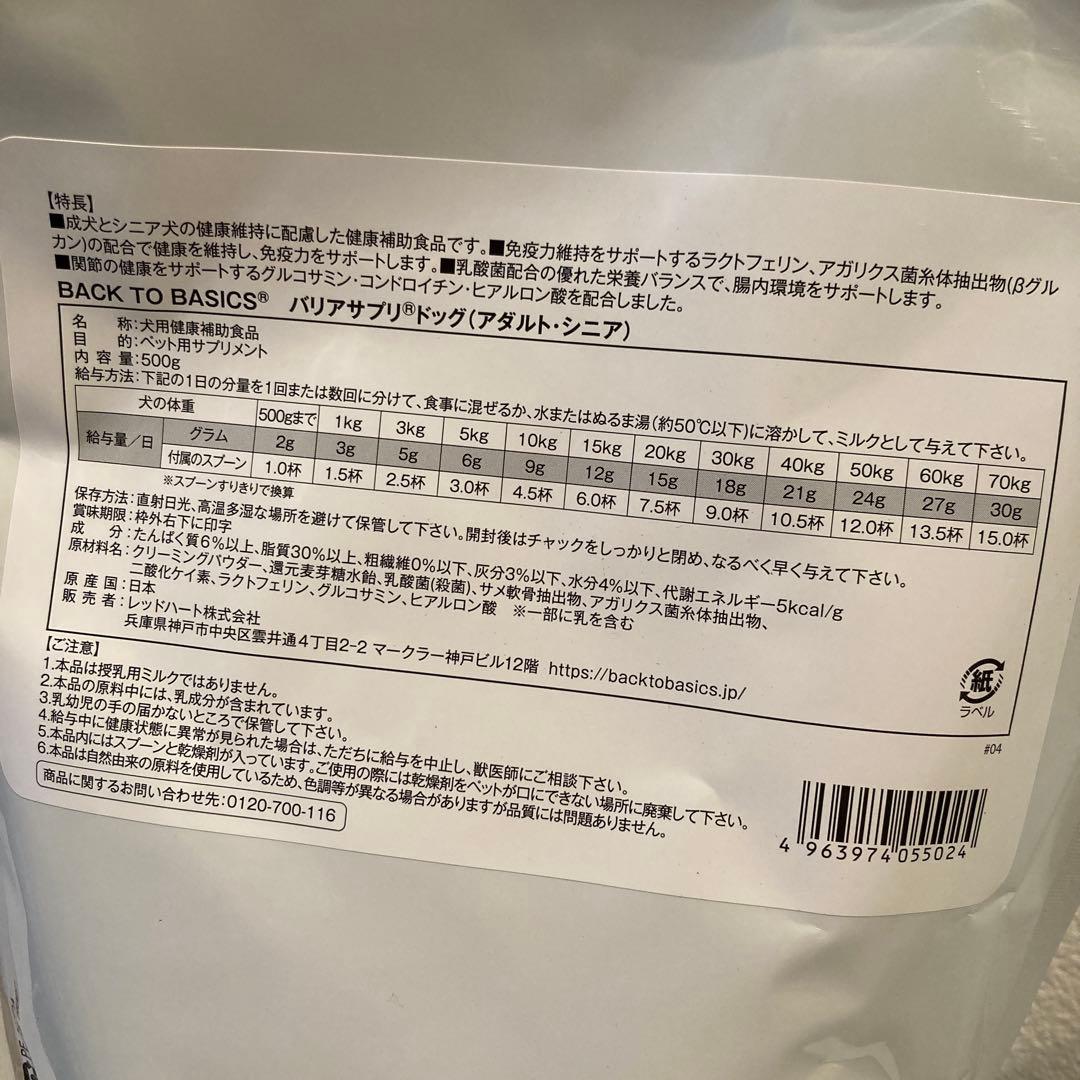 【特長】
■成犬とシニア犬の健康維持に配慮した健康補助食品です。■免疫力維持をサポートするラクトフェリン、アガリクス菌糸体抽出物(βグル
カン)の配合で健康を維持し、免疫力をサポートします。■乳酸菌配合の優れた栄養バランスで、腸内環境をサポートします。
■関節の健康をサポートするグルコサミン・コンドロイチン・ヒアルロン酸を配合しました。
BACK TO BASICS® バリアサプリ®ドッグ(アダルト・シニア)
名称:犬用健康補助食品
目的:ペット用サプリメント
内容量:500g
給与方法:下記の1日の分量を1回または数回に分けて、食事に混ぜるか、水またはぬるま湯(約50℃以下)に溶かして、ミルクとして与えて下さい。
犬の体重 500gまで 1kg 3kg 5kg 10kg 15kg 20kg 30kg 40kg 50kg 60kg 70kg
給与量/日 グラム 2g 3g 5g 6g 9g 12g 15g 18g 21g 24g 27g 30g
付属のスプーン 1.0杯 1.5杯 2.5杯 3.0杯 4.5杯 6.0杯 7.5杯 9.0杯 10.5杯 12.0杯 13.5杯 15.0杯
※スプーンすりきりで換算
保存方法:直射日光、高温多湿な場所を避けて保管して下さい。開封後はチャックをしっかりと閉め、なるべく早く与えて下さい。
賞味期限:枠外右下に印字
成分:たんぱく質6%以上、脂質30%以上、粗繊維0%以下、灰分3%以下、水分4%以下、代謝エネルギー5kcal/g
原材料名:クリーミングパウダー、還元麦芽糖水飴、乳酸菌(殺菌)、サメ軟骨抽出物、アガリクス菌糸体抽出物、
二酸化ケイ素、ラクトフェリン、グルコサミン、ヒアルロン酸 ※一部に乳を含む
原産国:日本
販売者:レッドハート株式会社
兵庫県神戸市中央区雲井通4丁目2-2 マークラー神戸ビル12階 https://backtobasics.jp/
紙
ラベル
【ご注意】
1.本品は授乳用ミルクではありません。
2.本品の原料中には、乳成分が含まれています。
3.乳幼児の手の届かないところで保管して下さい。
4.給与中に健康状態に異常が見られた場合は、ただちに給与を中止し、獣医師にご相談下さい。
5.本品内にはスプーンと乾燥剤が入っています。ご使用の際には乾燥剤をペットが口にできない場所に廃棄して下さい。
6.本品は自然由来の原料を使用しているため、色調等が異なる場合がありますが品質には問題ありません。
商品に関するお問い合わせ先:0120-700-116
#04
4 963974 055024